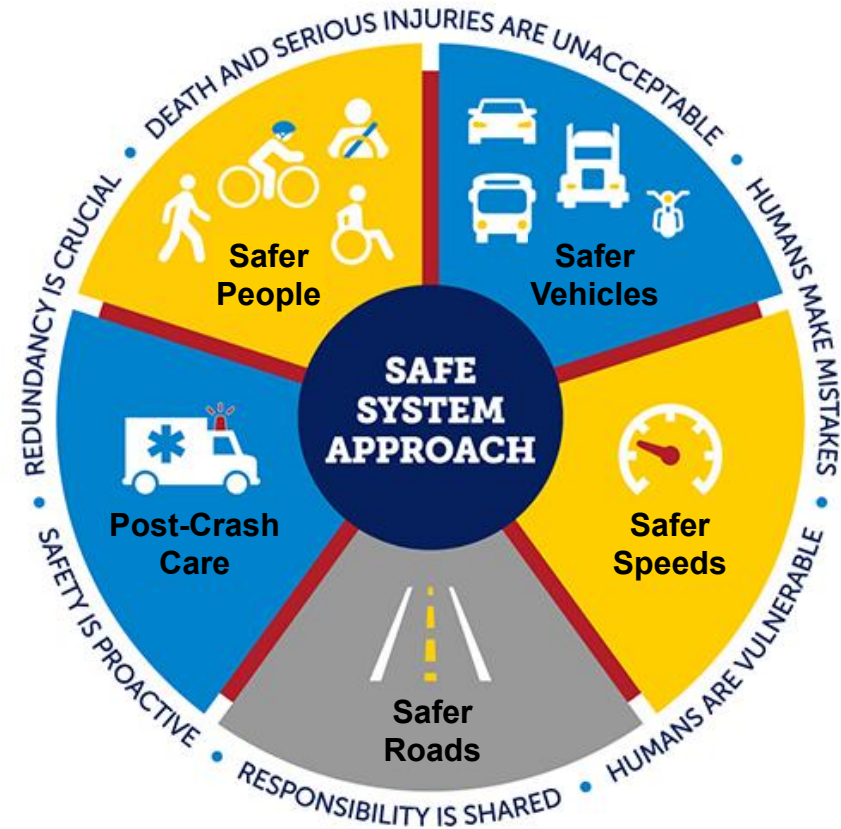 DEATH AND SERIOUS INJURIES ARE UNACCEPTABLE
HUMANS MAKE MISTAKES
HUMANS ARE VULNERABLE
RESPONSIBILITY IS SHARED
SAFETY IS PROACTIVE
REDUNDANCY IS CRUCIAL
Safer
People
Safer
Vehicles
SAFE
SYSTEM
APPROACH
Post-Crash
Care
Safer
Speeds
Safer
Roads